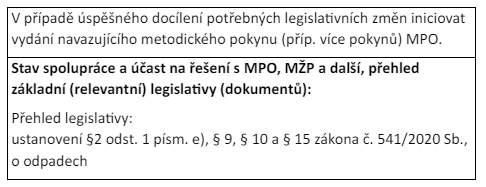 V případě úspěšného docílení potřebných legislativních změn iniciovat
vydání navazujícího metodického pokynu (příp. více pokynů) MPO.
Stav spolupráce a účast na řešení s MPO, MŽP a další, přehled
základní (relevantní) legislativy (dokumentů):
Přehled legislativy:
ustanovení §2 odst. 1 písm. e), § 9, § 10 a § 15 zákona č. 541/2020 Sb.,
o odpadech